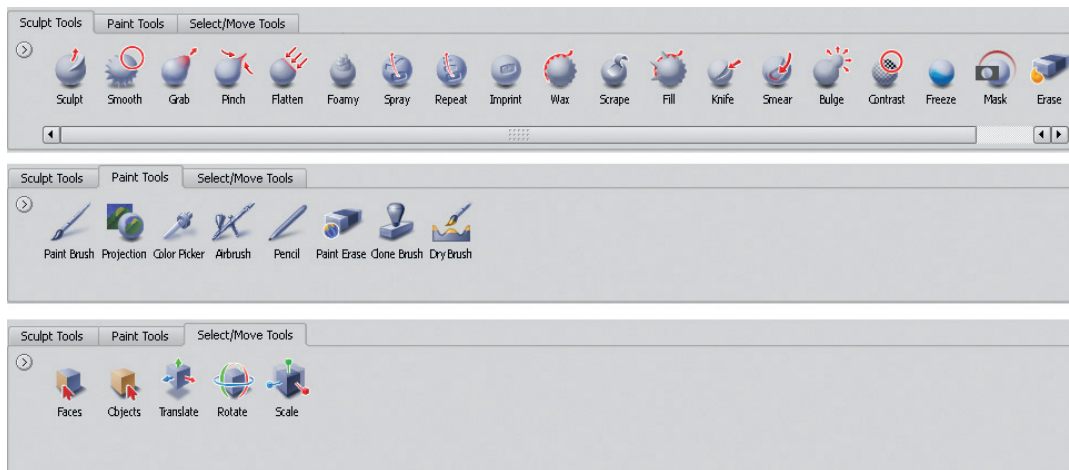 Sculpt Tools Paint Tools Select/Move Tools
Sculpt Smooth Grab Pinch Flatten Foamy Spray Repeat Imprint Wax Scrape Fill Knife Smear Bulge Contrast Freeze Mask Erase
Sculpt Tools Paint Tools Select/Move Tools
Paint Brush Projection Color Picker Airbrush Pencil Paint Erase Clone Brush Dry Brush
Sculpt Tools Paint Tools Select/Move Tools
Faces Objects Translate Rotate Scale